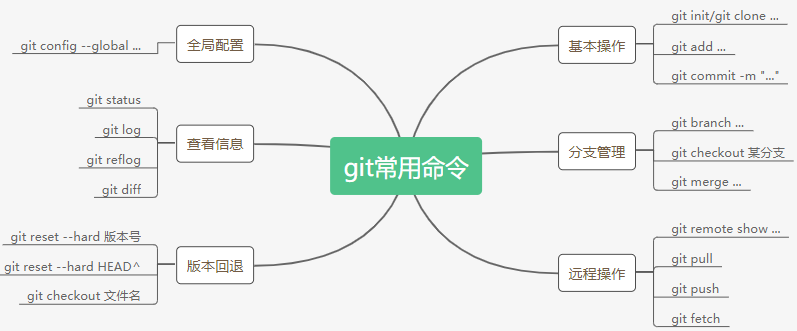 git常用命令
全局配置
git config --global ...
查看信息
git status
git log
git reflog
git diff
版本回退
git reset --hard 版本号
git reset --hard HEAD^
git checkout 文件名
基本操作
git init/git clone ...
git add ...
git commit -m "..."
分支管理
git branch ...
git checkout 某分支
git merge ...
远程操作
git remote show ...
git pull
git push
git fetch